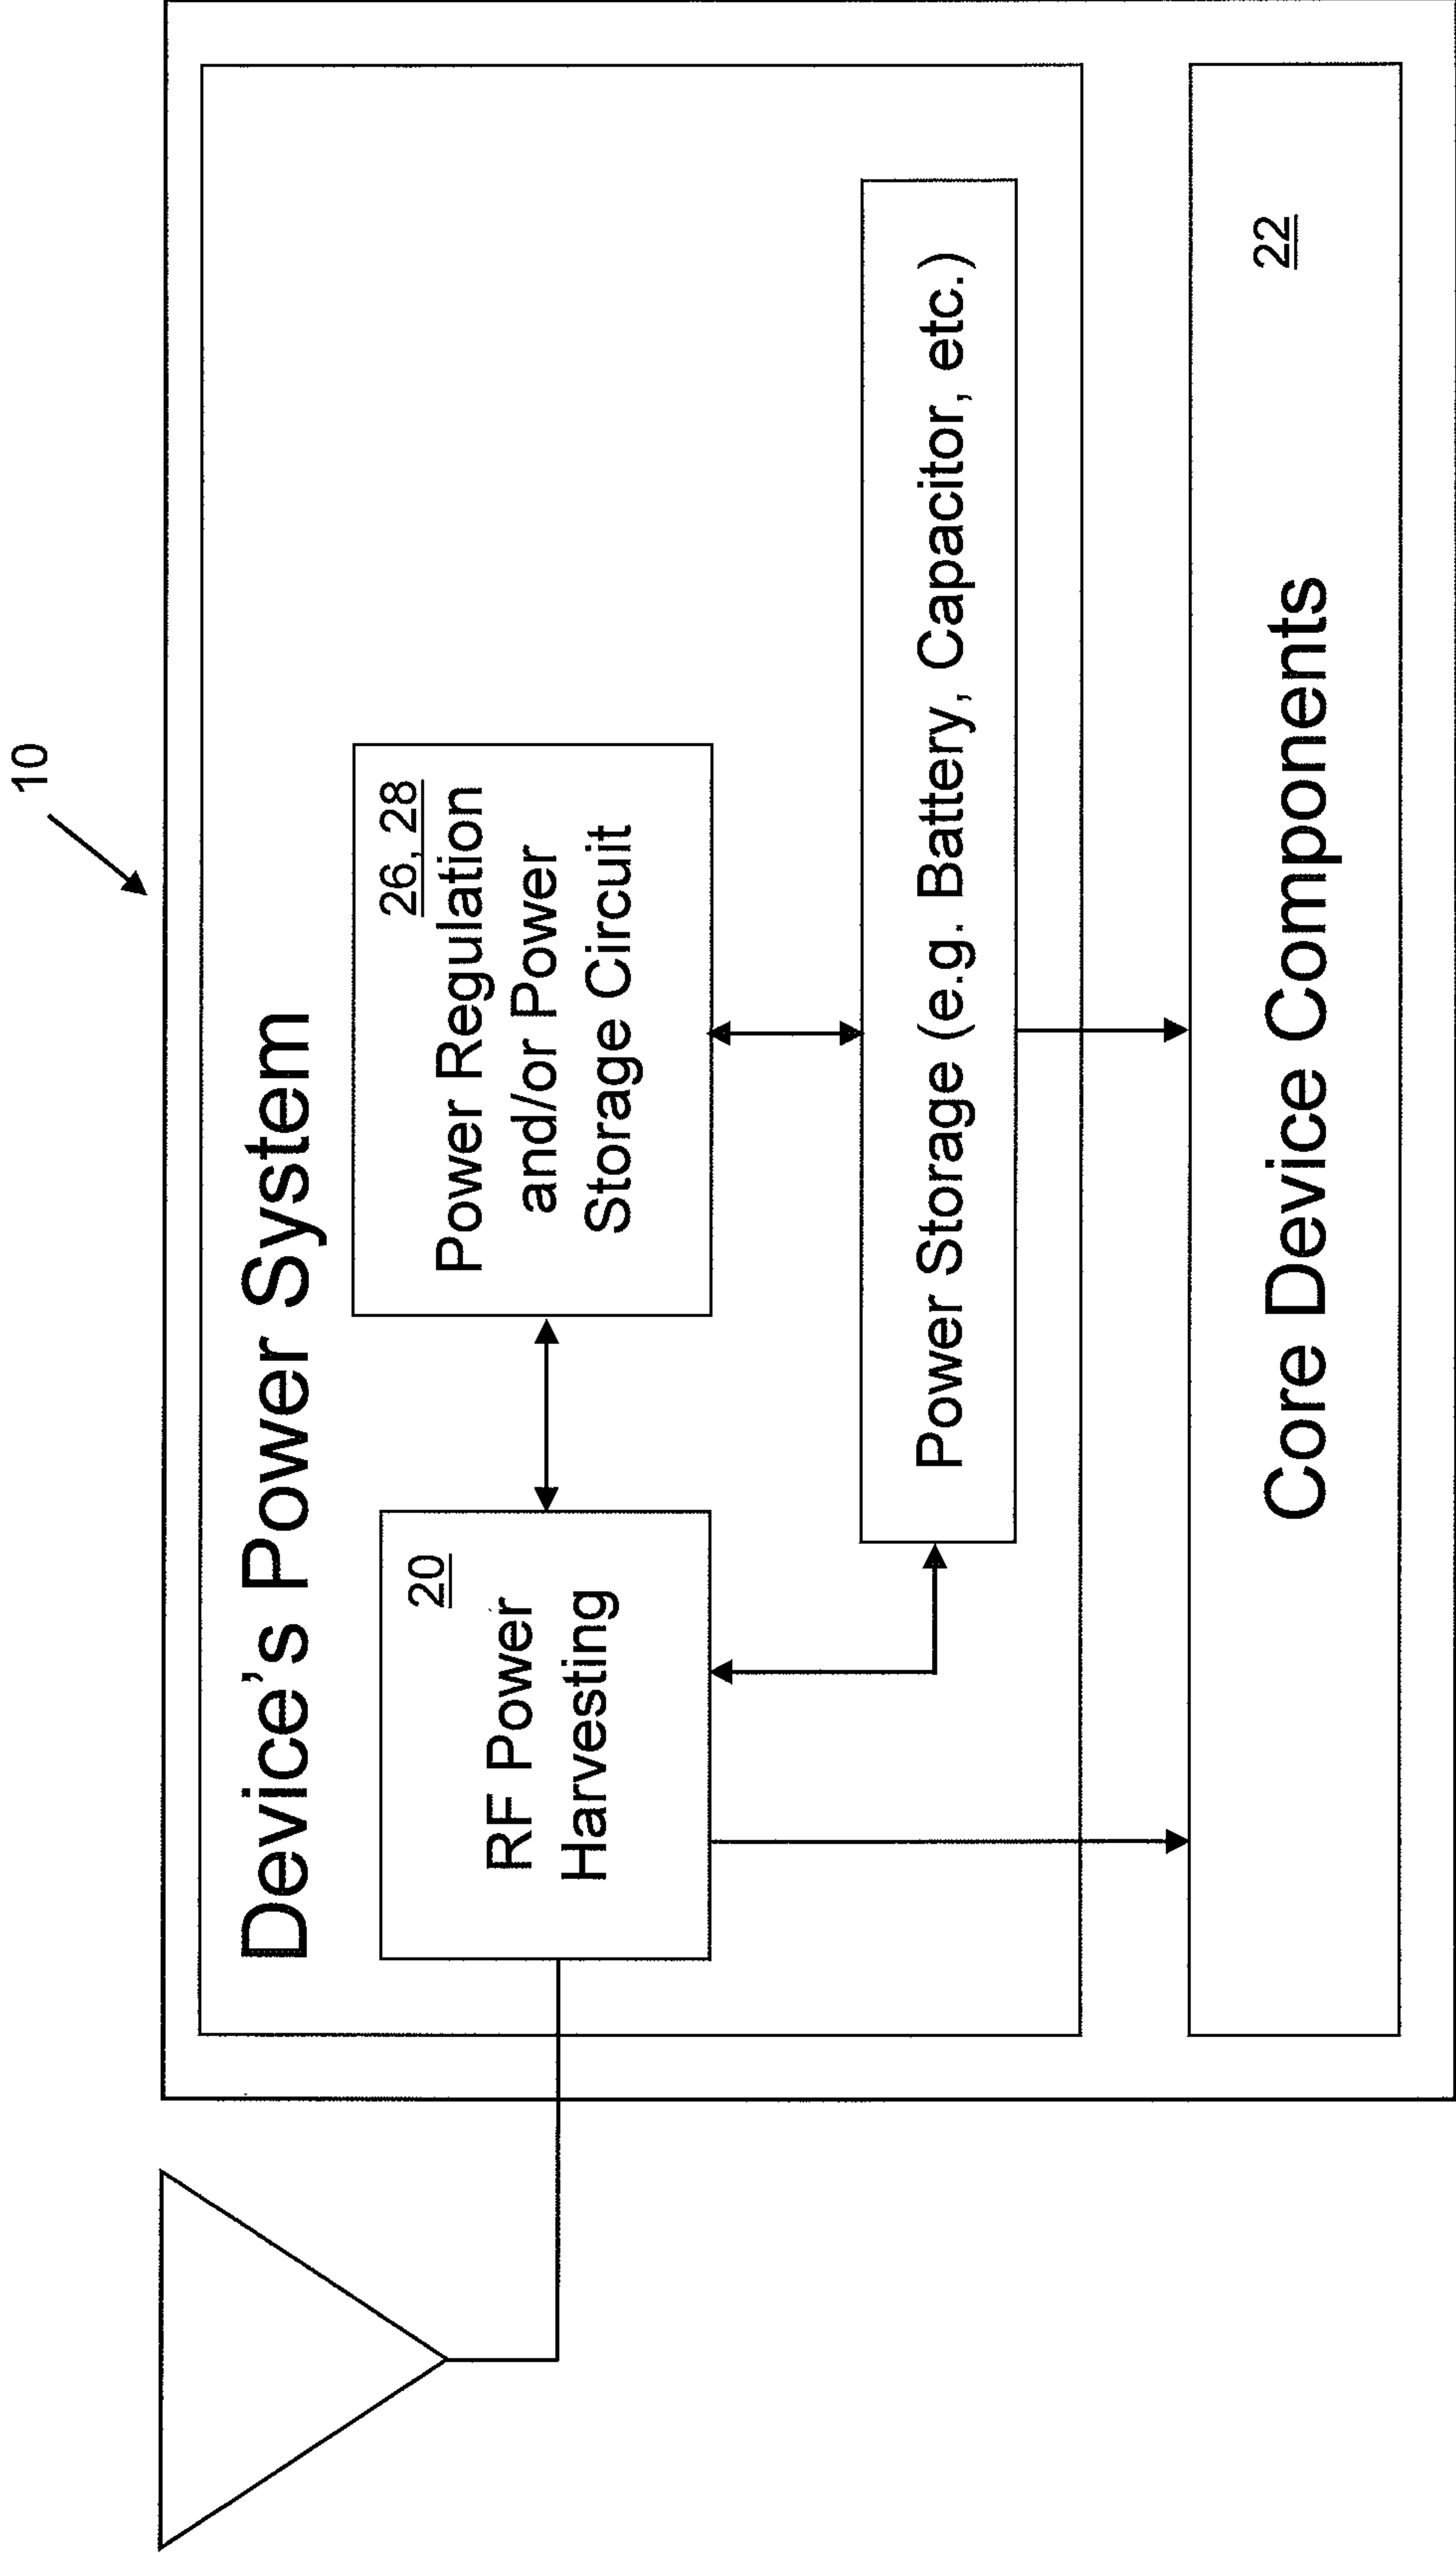 10
Device's Power System
20
RF Power
Harvesting
26, 28
Power Regulation
and/or Power
Storage Circuit
Power Storage (e.g. Battery, Capacitor, etc.)
22
Core Device Components